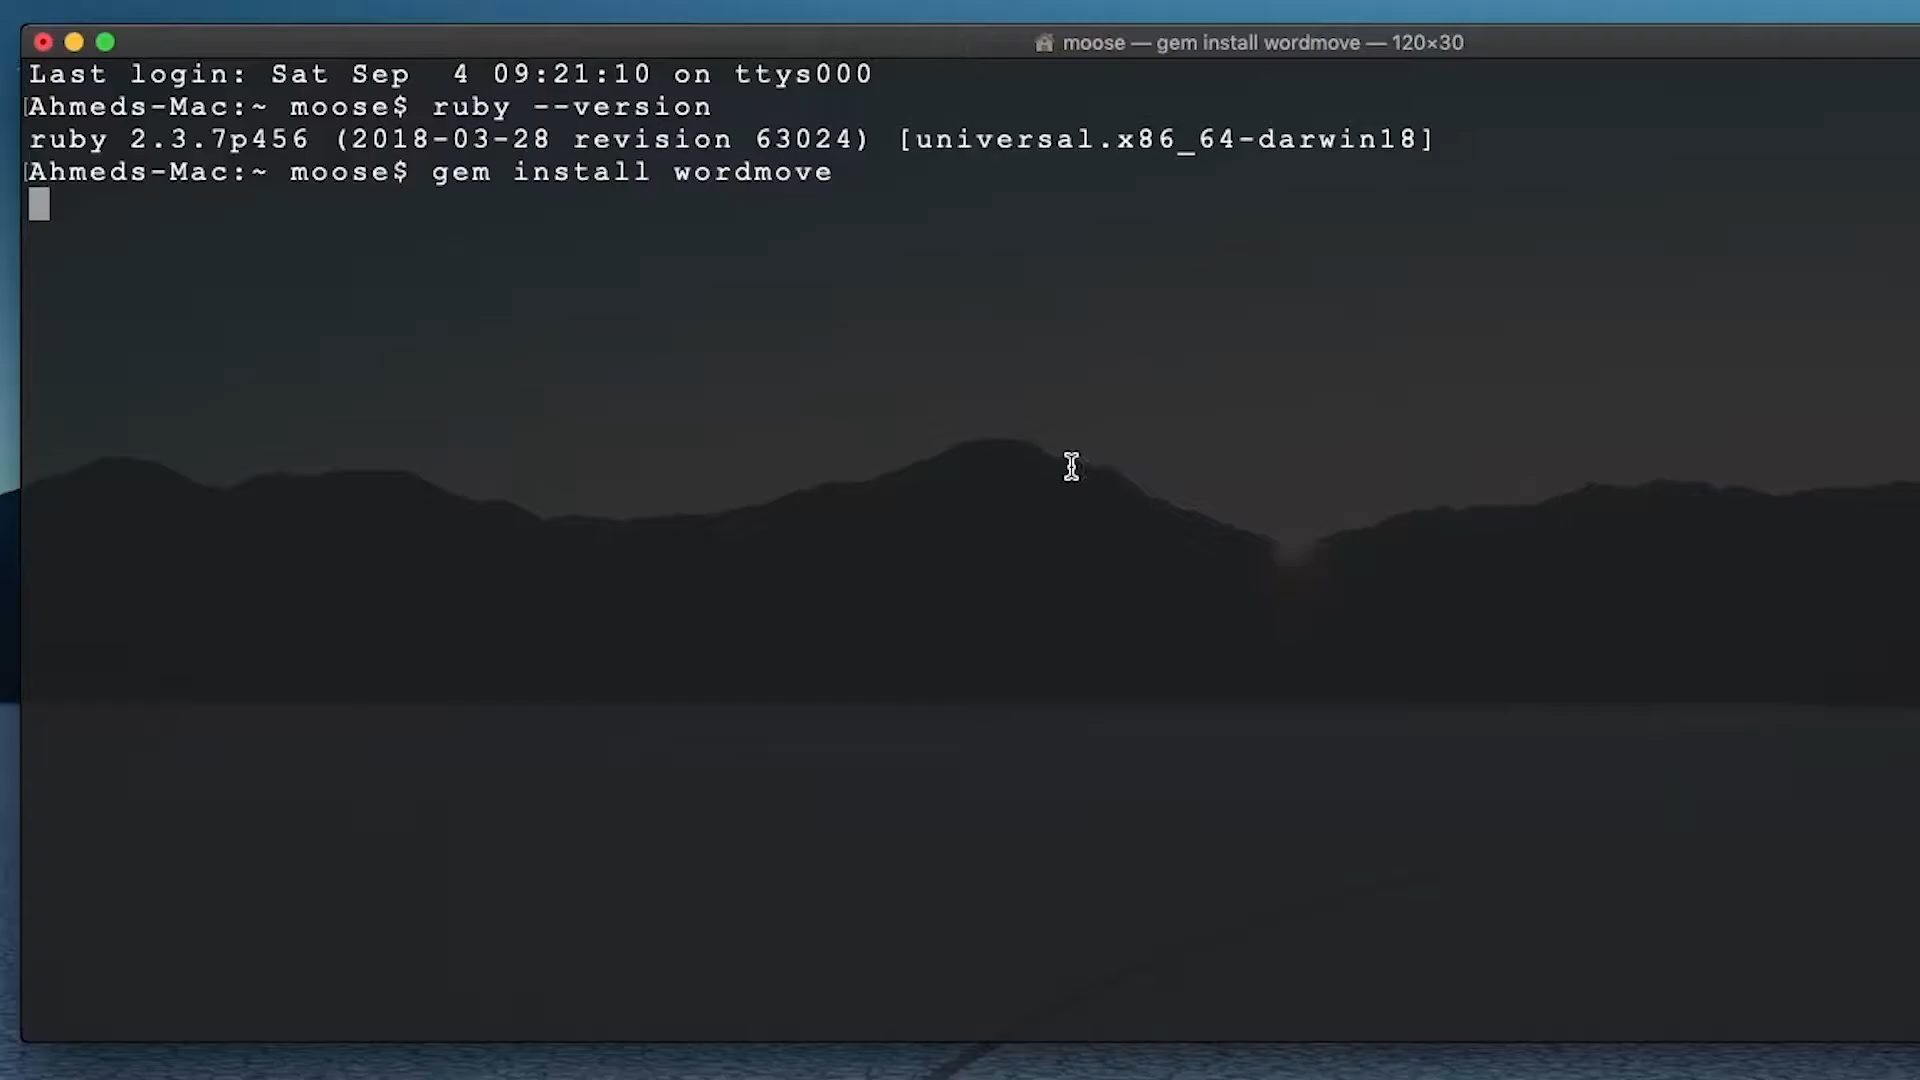 moose — gem install wordmove — 120×30
Last login: Sat Sep  4 09:21:10 on ttys000
[Ahmeds-Mac:~ moose$ ruby --version
ruby 2.3.7p456 (2018-03-28 revision 63024) [universal.x86_64-darwin18]
[Ahmeds-Mac:~ moose$ gem install wordmove